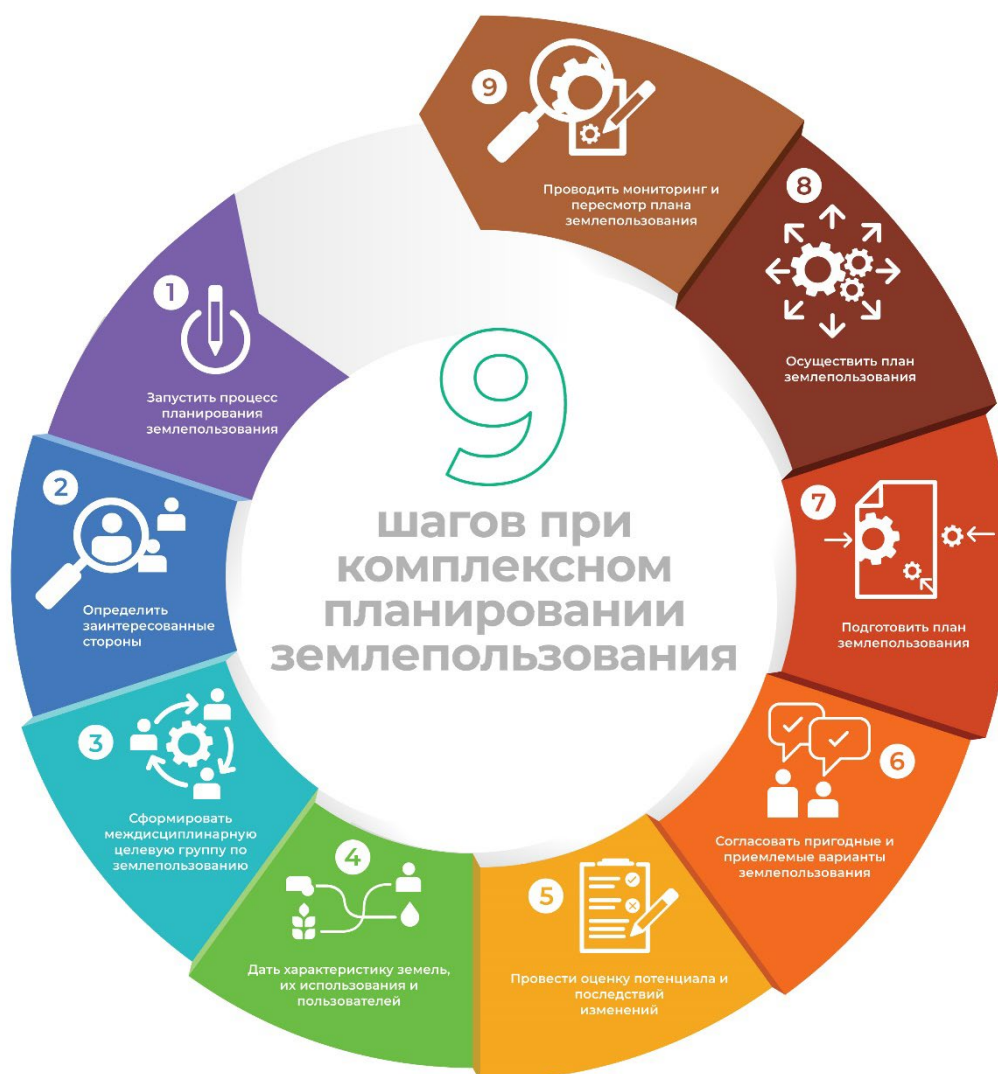 9
шагов при
комплексном
планировании
землепользования
1
Запустить процесс
планирования
землепользования
2
Определить
заинтересованные
стороны
3
Сформировать
междисциплинарную
целевую группу по
землепользованию
4
Дать характеристику земель,
их использования и
пользователей
5
Провести оценку потенциала и
последствий
изменений
6
Согласовать пригодные и
приемлемые варианты
землепользования
7
Подготовить план
землепользования
8
Осуществить план
землепользования
9
Проводить мониторинг и
пересмотр плана
землепользования